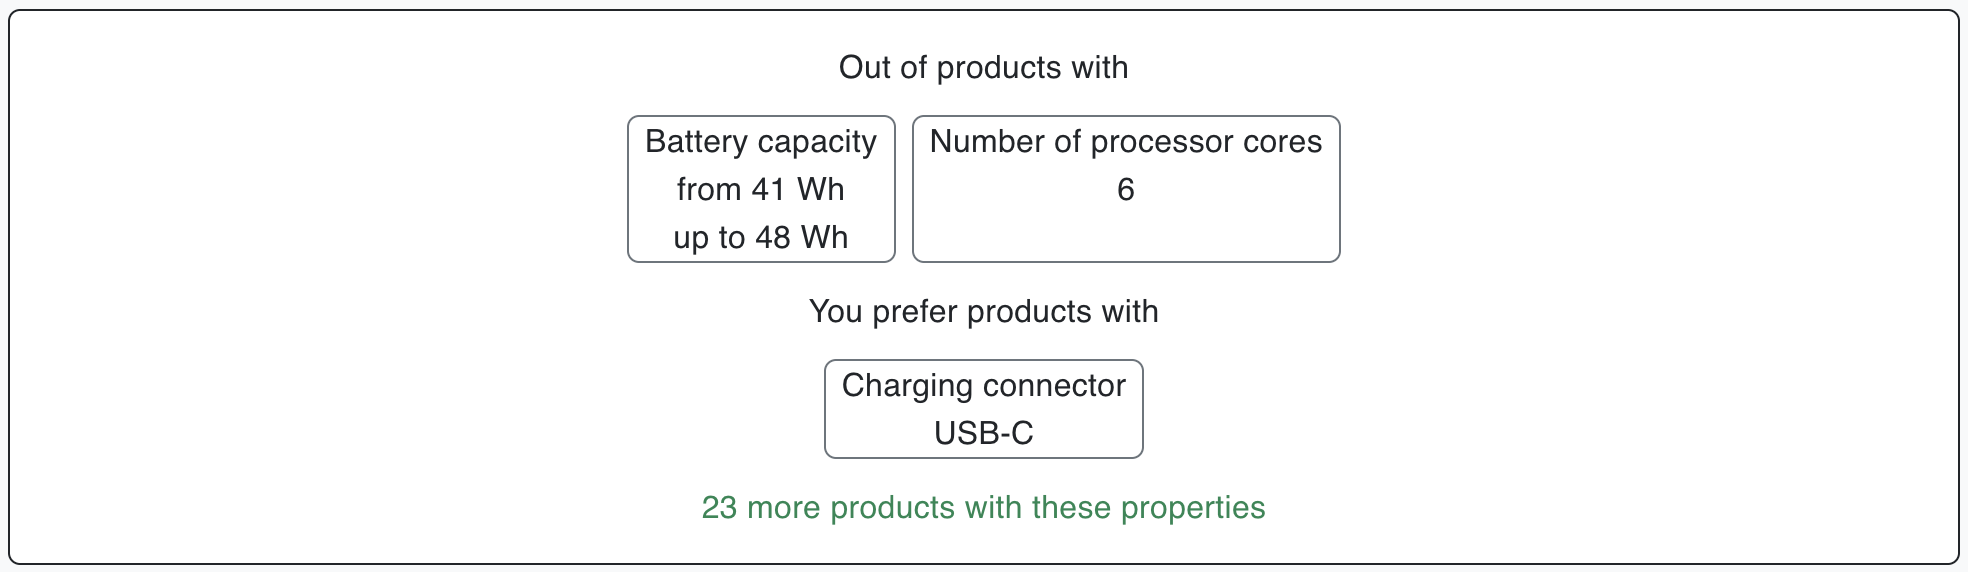 Out of products with
Battery capacity
from 41 Wh
up to 48 Wh
Number of processor cores
6
You prefer products with
Charging connector
USB-C
23 more products with these properties